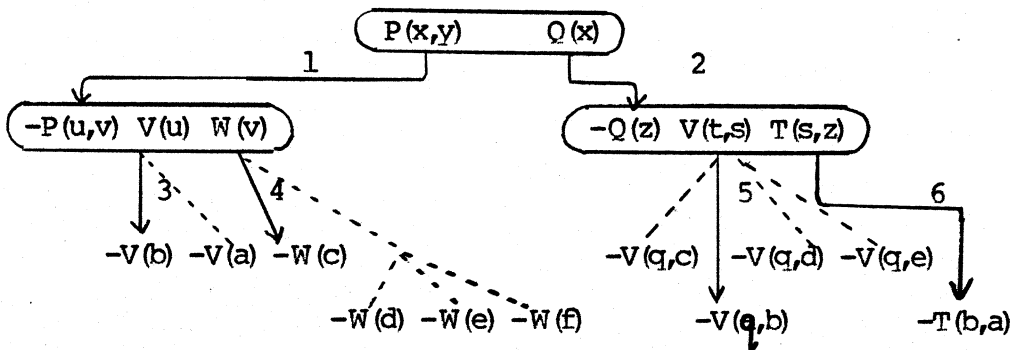 P(x,y) Q(x)
1 2
-P(u,v) V(u) W(v) -Q(z) V(t,s) T(s,z)
3 4 5 6
-V(b) -V(a) -W(c) -V(q,c) -V(q,d) -V(q,e)
-W(d) -W(e) -W(f) -V(q,b) -T(b,a)